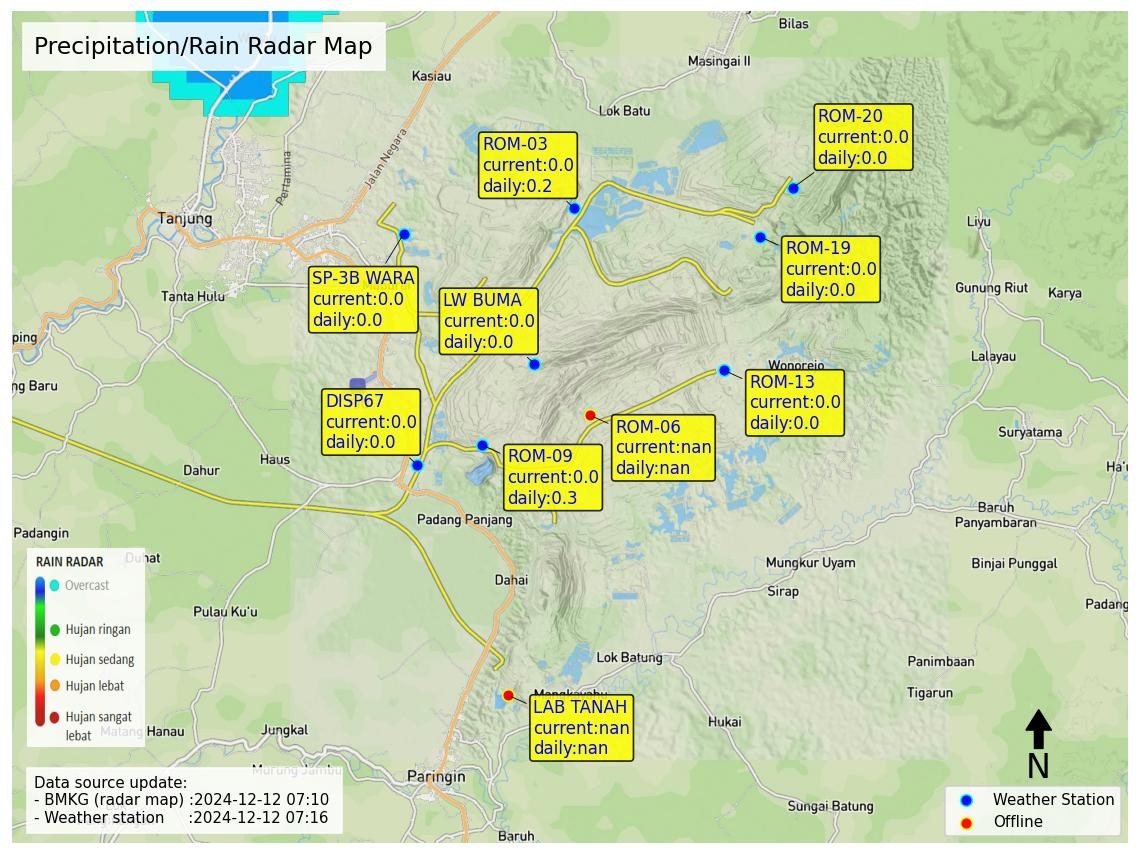 Precipitation/Rain Radar Map
Bilas
Masingai II
Kasiau
Lok Batu
Jalan Negara
Pertamina
ROM-20
current:0.0
daily:0.0
ROM-03
current:0.0
daily:0.2
Tanjung
Liyu
ROM-19
current:0.0
daily:0.0
SP-3B WARA
current:0.0
daily:0.0
LW BUMA
current:0.0
daily:0.0
Tanta Hulu
Gunung Riut
Karya
ping
Lalayau
Wonorejo
ng Baru
ROM-13
current:0.0
daily:0.0
DISP67
current:0.0
daily:0.0
ROM-06
current:nan
daily:nan
Suryatama
ROM-09
current:0.0
daily:0.3
Haus
Dahur
Ha'u
Baruh
Panyambaran
Padang Panjang
Padangin
Duhat
Mungkur Uyam
Binjai Punggal
Dahai
Sirap
Padang
Pulau Ku'u
RAIN RADAR
Overcast
Hujan ringan
Hujan sedang
Hujan lebat
Hujan sangat
lebat
Lok Batung
Panimbaan
Tigarun
Mangkayahu
LAB TANAH
current:nan
daily:nan
Hukai
Matang Hanau
Jungkal
Murung Jambu
Paringin
N
Data source update:
- BMKG (radar map) :2024-12-12 07:10
- Weather station :2024-12-12 07:16
Sungai Batung
Baruh
Weather Station
Offline